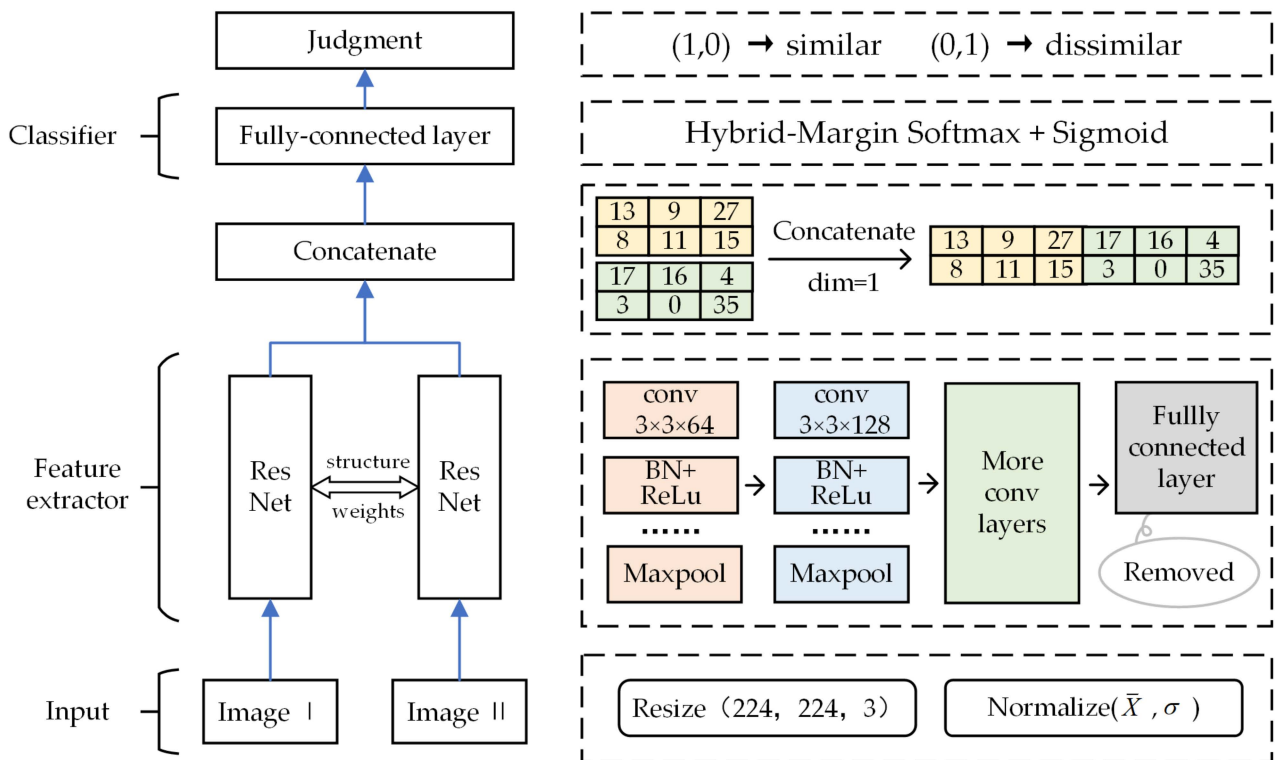 Judgment
(1,0) → similar (0,1) → dissimilar
Classifier
Fully-connected layer
Hybrid-Margin Softmax + Sigmoid
Concatenate
13 9 27
8 11 15
17 16 4
3 0 35
Concatenate
dim=1
13 9 27 17 16 4
8 11 15 3 0 35
Feature
extractor
Res
Net
structure
weights
Res
Net
conv
3×3×64
BN+
ReLu
......
Maxpool
conv
3×3×128
BN+
ReLu
......
Maxpool
More
conv
layers
Fullly
connected
layer
Removed
Input
Image Ⅰ
Image Ⅱ
Resize（224, 224, 3）
Normalize(X̄ , σ )